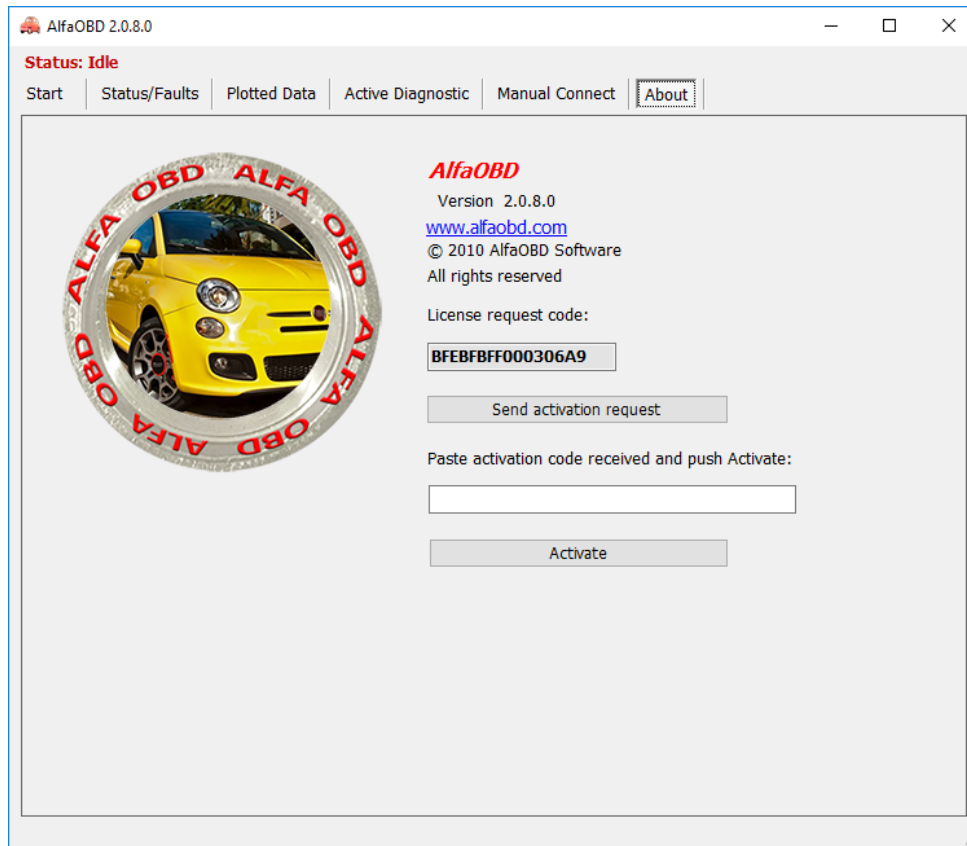 AlfaOBD 2.0.8.0
Status: Idle
Start Status/Faults Plotted Data Active Diagnostic Manual Connect About
ALFA OBD ALFA OBD ALFA OBD ALFA OBD
AlfaOBD
Version 2.0.8.0
www.alfaobd.com
© 2010 AlfaOBD Software
All rights reserved
License request code:
BFEBFBFF000306A9
Send activation request
Paste activation code received and push Activate:
Activate